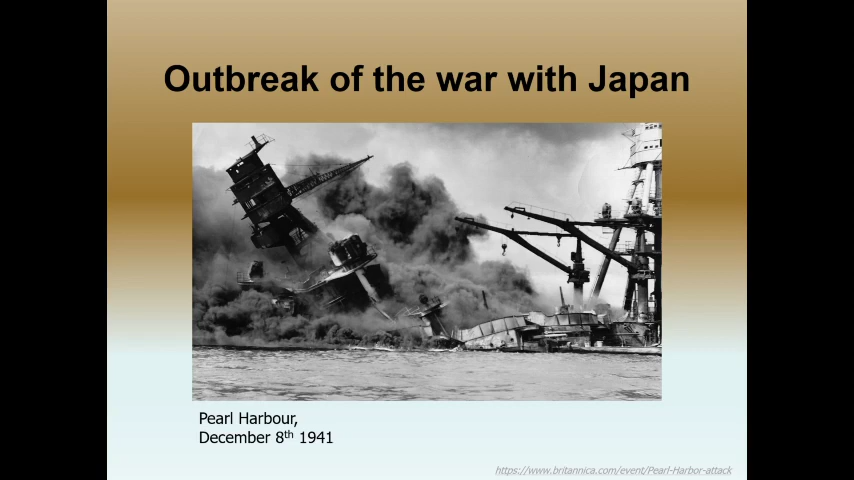 Outbreak of the war with Japan
Pearl Harbour,
December 8th 1941
https://www.britannica.com/event/Pearl-Harbor-attack